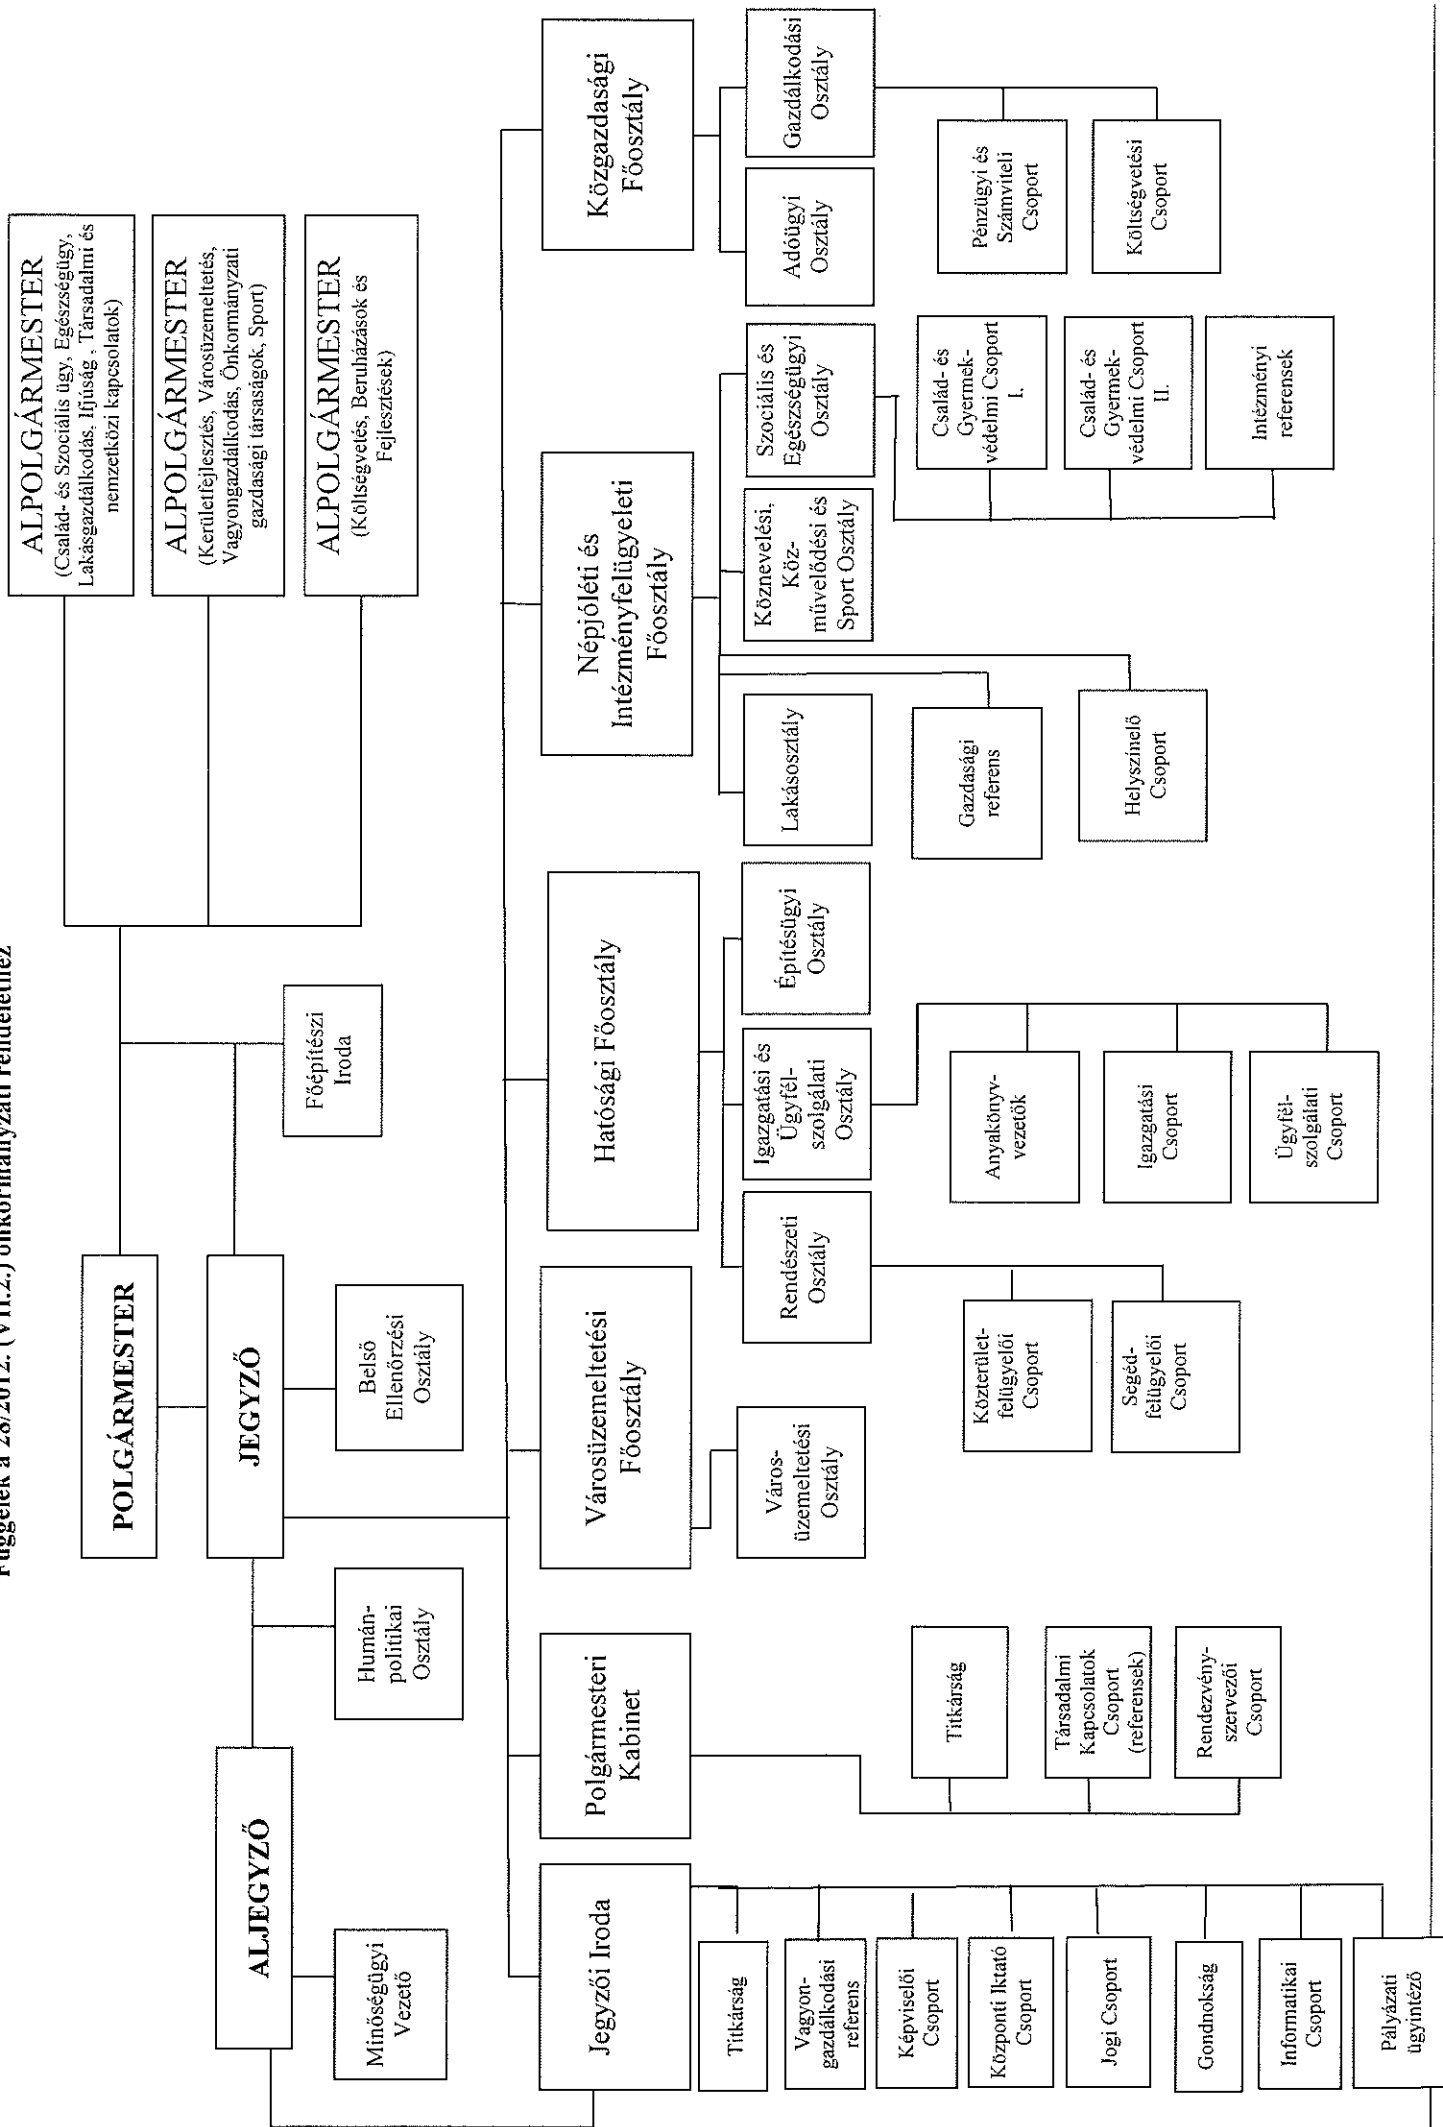 Függelék a 28/2012. (VII.2.) önkormányzati rendelethez
POLGÁRMESTER
ALPOLGÁRMESTER
(Család- és Szociális ügy, Egészségügy,
Lakásgazdálkodás, Ifjúság , Társadalmi és
nemzetközi kapcsolatok)
ALPOLGÁRMESTER
(Kerületfejlesztés, Városüzemeltetés,
Vagyongazdálkodás, Önkormányzati
gazdasági társaságok, Sport)
ALPOLGÁRMESTER
(Költségvetés, Beruházások és
Fejlesztések)
ALJEGYZŐ
JEGYZŐ
Főépítészi
Iroda
Minőségügyi
Vezető
Humán-
politikai
Osztály
Belső
Ellenőrzési
Osztály
Jegyzői Iroda
Polgármesteri
Kabinet
Városüzemeltetési
Főosztály
Hatósági Főosztály
Népjóléti és
Intézményfelügyeleti
Főosztály
Közgazdasági
Főosztály
Titkárság
Vagyon-
gazdálkodási
referens
Képviselői
Csoport
Központi Iktató
Csoport
Jogi Csoport
Gondnokság
Informatikai
Csoport
Pályázati
ügyintéző
Titkárság
Társadalmi
Kapcsolatok
Csoport
(referensek)
Rendezvény-
szervezői
Csoport
Város-
üzemeltetési
Osztály
Rendészeti
Osztály
Igazgatási és
Ügyfél-
szolgálati
Osztály
Építésügyi
Osztály
Közterület-
felügyelői
Csoport
Segéd-
felügyelői
Csoport
Anyakönyv-
vezetők
Igazgatási
Csoport
Ügyfél-
szolgálati
Csoport
Lakásosztály
Köznevelési,
Köz-
művelődési és
Sport Osztály
Szociális és
Egészségügyi
Osztály
Gazdasági
referens
Helyszínelő
Csoport
Család- és
Gyermek-
védelmi Csoport
I.
Család- és
Gyermek-
védelmi Csoport
II.
Intézményi
referensek
Adóügyi
Osztály
Gazdálkodási
Osztály
Pénzügyi és
Számviteli
Csoport
Költségvetési
Csoport